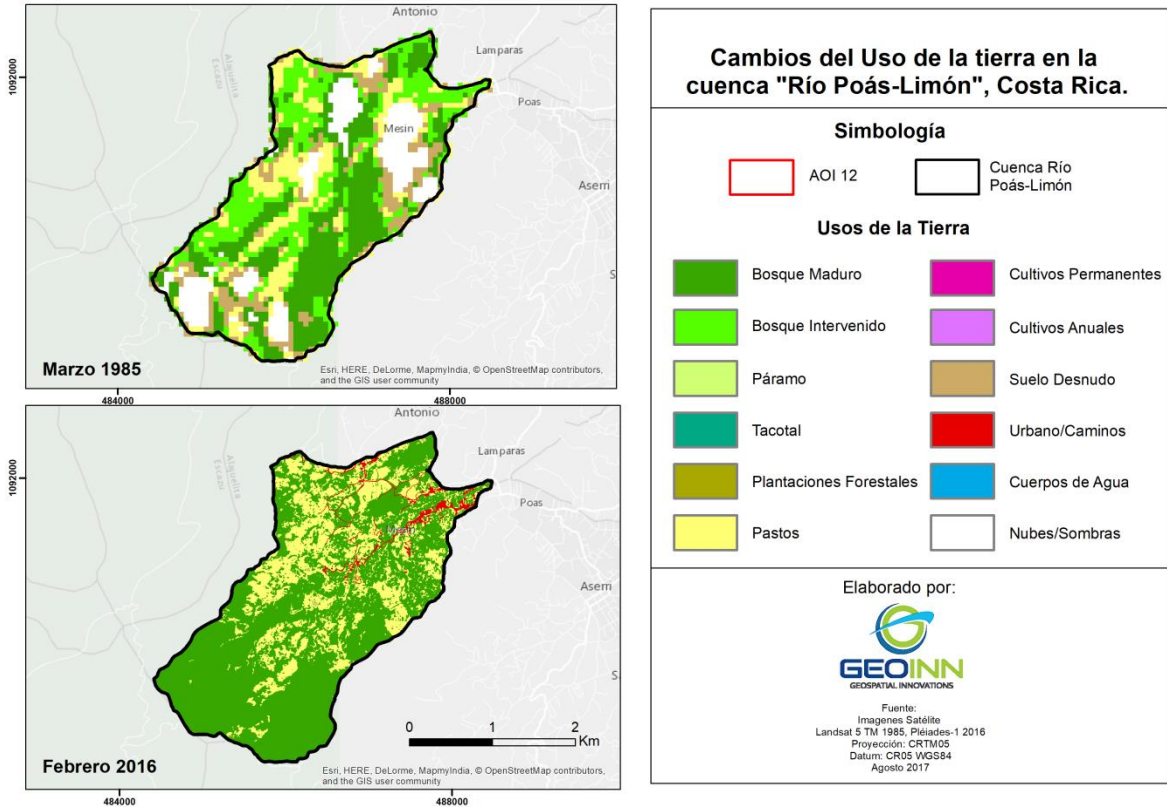 Antonio
Lamparas
Poas
Mesin
Aserri
Alajuelita
Escazu
S
1092000
Marzo 1985
Esri, HERE, DeLorme, MapmyIndia, © OpenStreetMap contributors,
and the GIS user community
484000
488000
Antonio
Lamparas
Poas
Aserri
Alajuelita
Escazu
1092000
0 1 2
Km
Febrero 2016
Esri, HERE, DeLorme, MapmyIndia, © OpenStreetMap contributors,
and the GIS user community
484000
488000
Cambios del Uso de la tierra en la
cuenca "Río Poás-Limón", Costa Rica.
Simbología
AOI 12
Cuenca Río
Poás-Limón
Usos de la Tierra
Bosque Maduro
Cultivos Permanentes
Bosque Intervenido
Cultivos Anuales
Páramo
Suelo Desnudo
Tacotal
Urbano/Caminos
Plantaciones Forestales
Cuerpos de Agua
Pastos
Nubes/Sombras
Elaborado por:
GEOINN
GEOSPATIAL INNOVATIONS
Fuente:
Imagenes Satélite
Landsat 5 TM 1985, Pléiades-1 2016
Proyección: CRTM05
Datum: CR05 WGS84
Agosto 2017